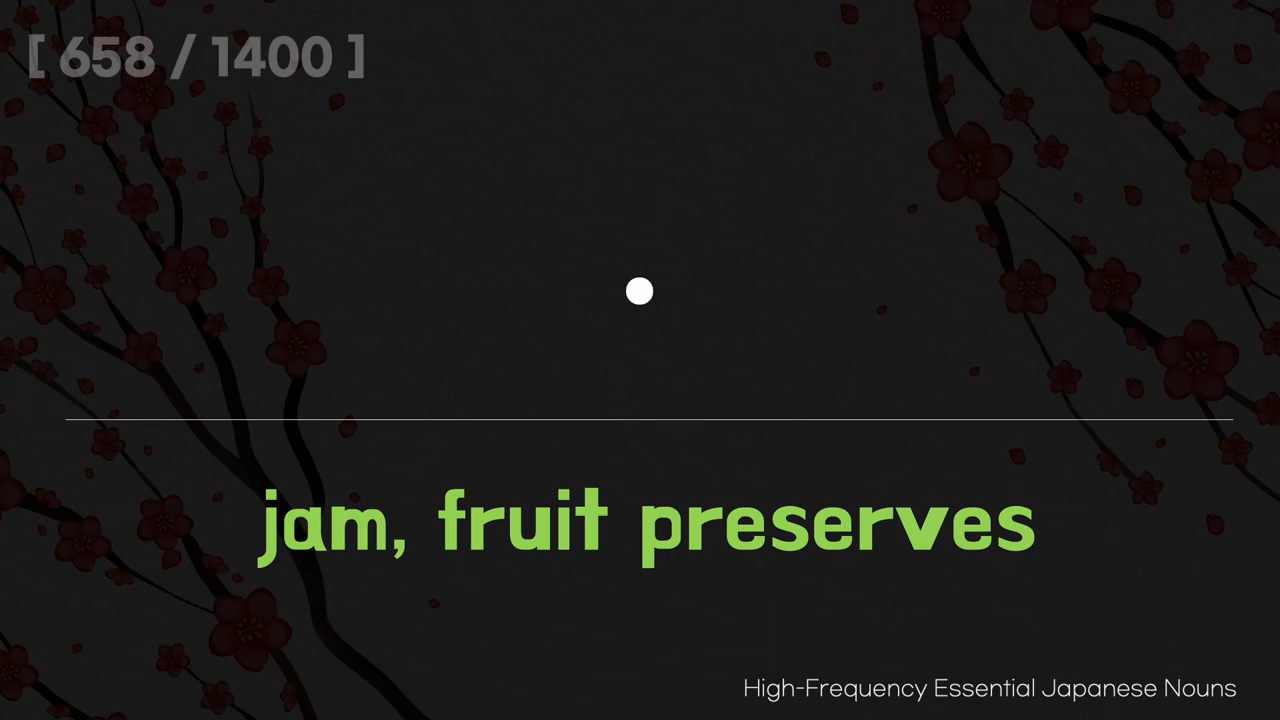 [ 658 / 1400 ]
jam, fruit preserves
High-Frequency Essential Japanese Nouns